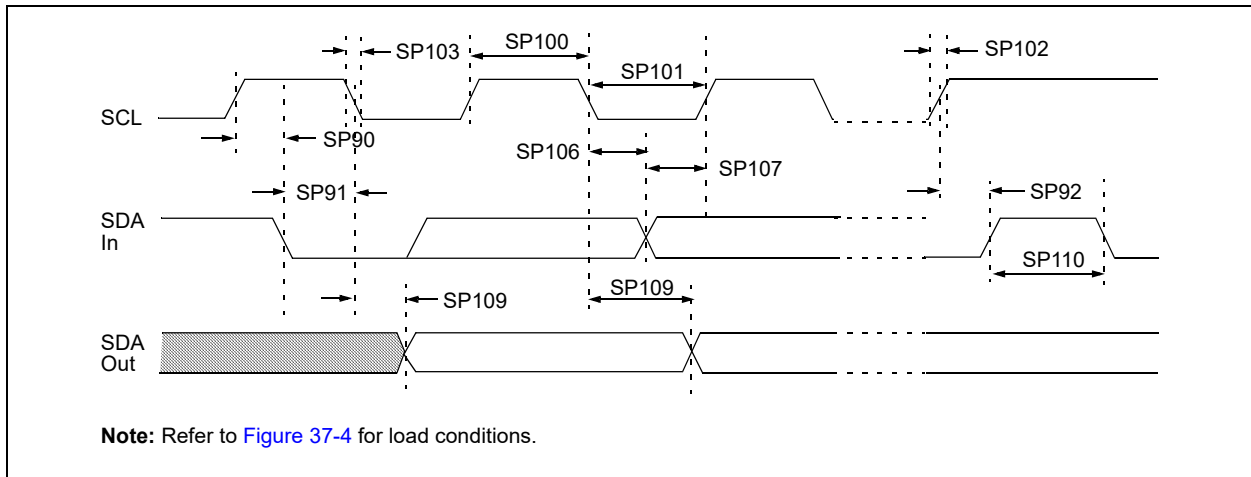 SP103
SP100
SP102
SP101
SCL
SP90
SP106
SP107
SP91
SP92
SDA
In
SP110
SP109
SP109
SDA
Out
Note: Refer to Figure 37-4 for load conditions.